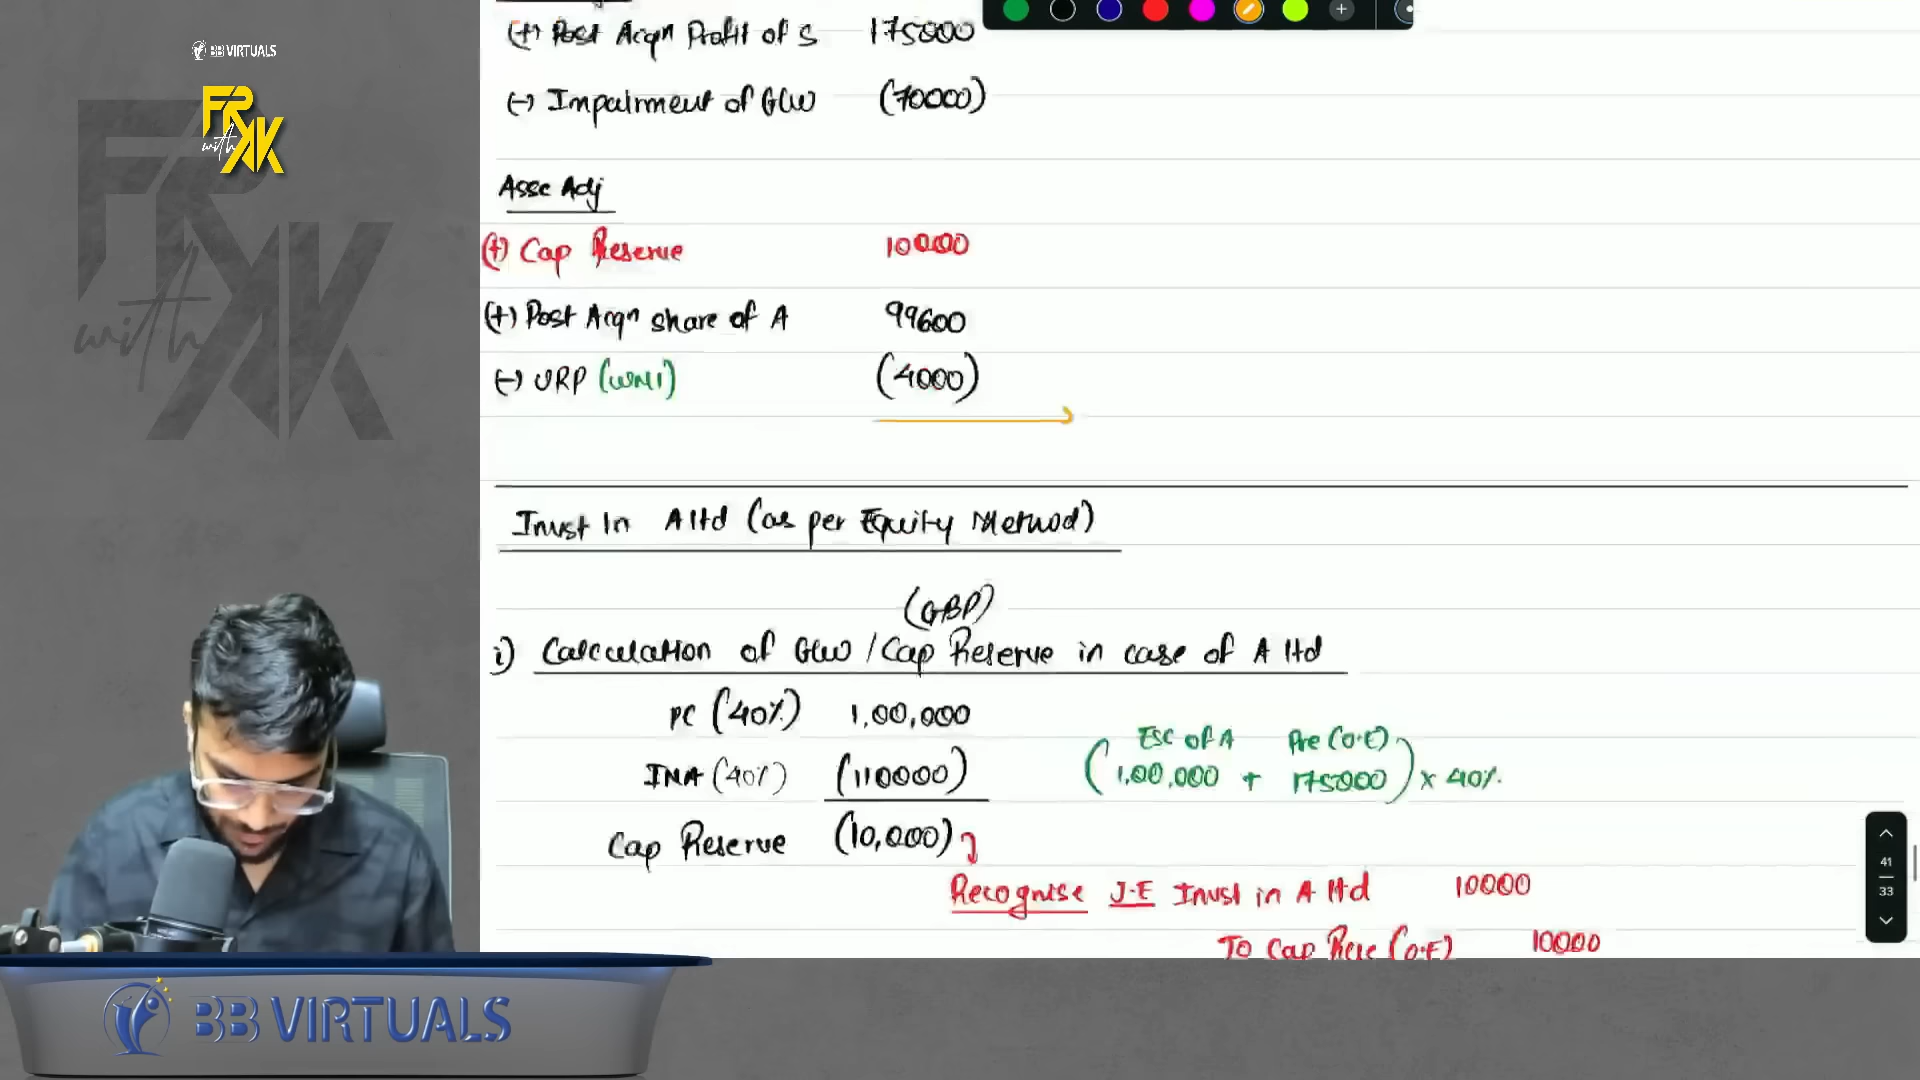 BB VIRTUALS
FR
with
AK
(+) Post Acqn Profit of S 175000
(-) Impairment of G/W (70000)
Assc Adj
(+) Cap Reserve 10000
(+) Post Acqn share of A 99600
(-) URP (WN1) (4000)
Invst In A ltd (as per Equity Method)
(GBP)
i) Calculation of G/W / Cap Reserve in case of A ltd
PC (40%) 1,00,000
INA (40%) (110000)
Esc of A Pre (O.E)
(1,00,000 + 175000) x 40%.
Cap Reserve (10,000)
Recognise J.E Invst in A ltd 10000
To Cap Rese (O.E) 10000
41
33
BB VIRTUALS